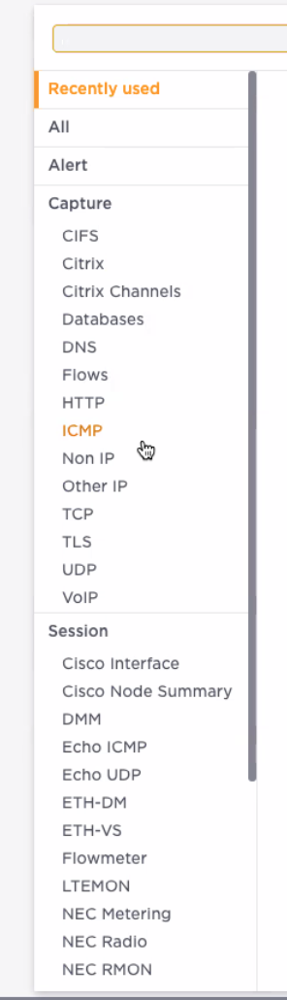 Recently used
All
Alert
Capture
CIFS
Citrix
Citrix Channels
Databases
DNS
Flows
HTTP
ICMP
Non IP
Other IP
TCP
TLS
UDP
VoIP
Session
Cisco Interface
Cisco Node Summary
DMM
Echo ICMP
Echo UDP
ETH-DM
ETH-VS
Flowmeter
LTEMON
NEC Metering
NEC Radio
NEC RMON